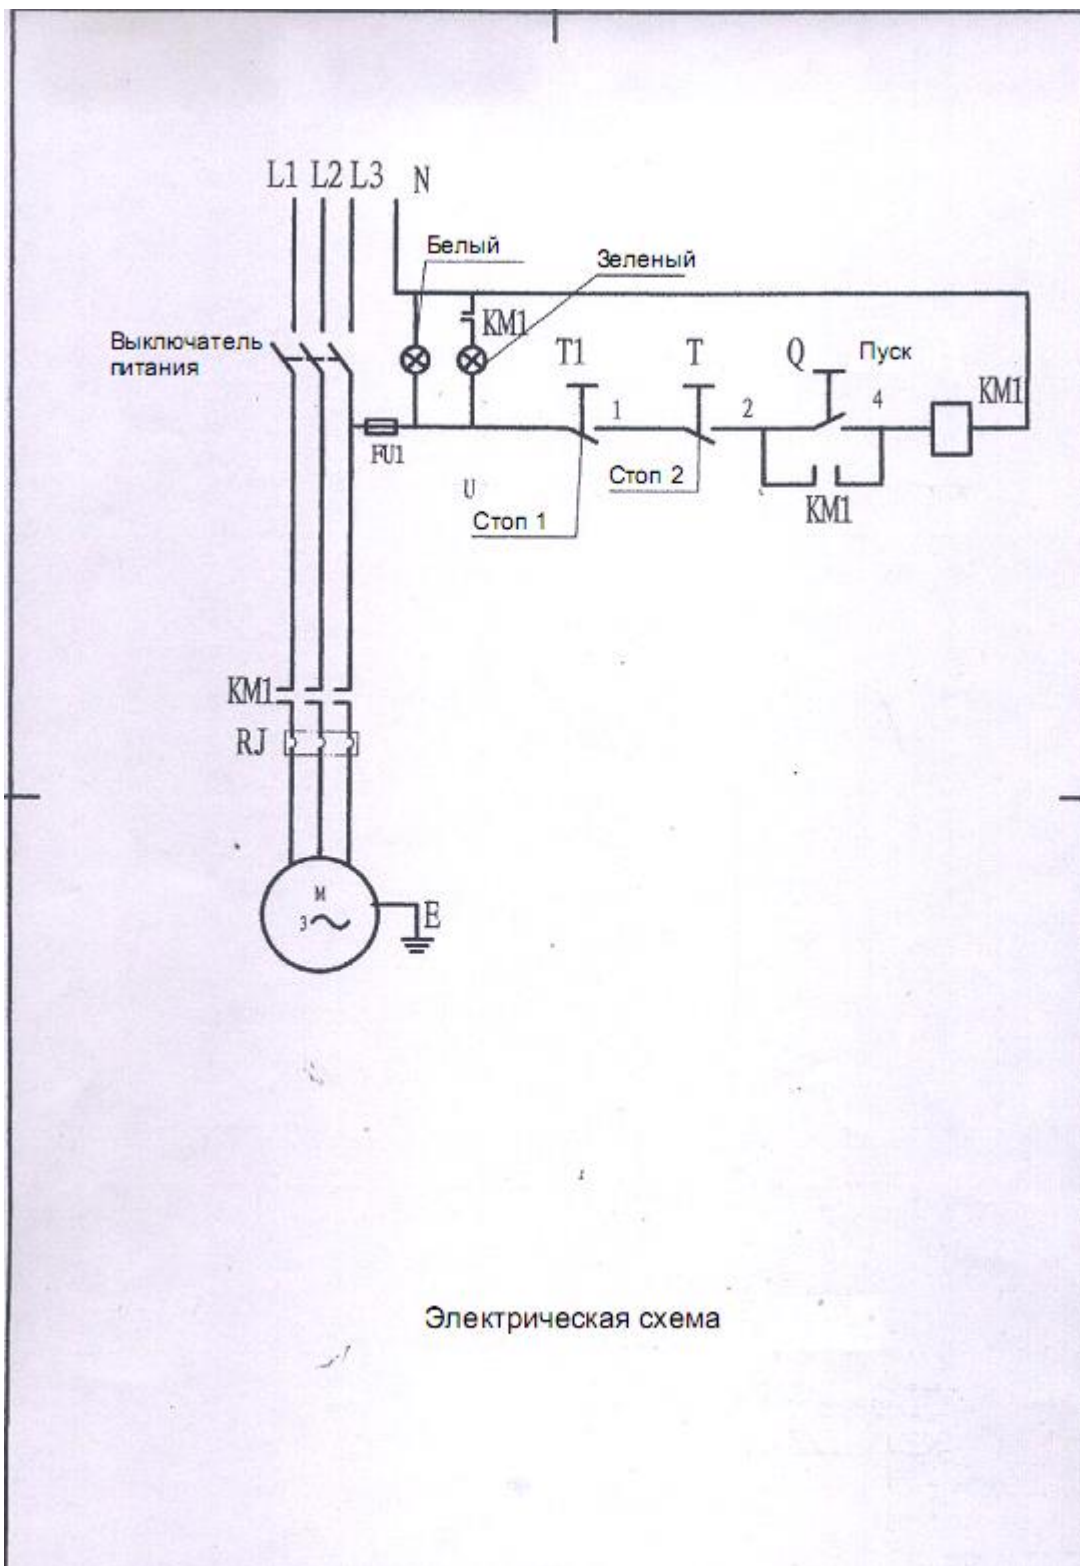 L1 L2 L3 N
Белый
Зеленый
KM1
Выключатель
питания
T1 T Q Пуск
KM1
1 2 4
FU1
U
Стоп 2
Стоп 1
KM1
KM1
RJ
M
3
E
Электрическая схема